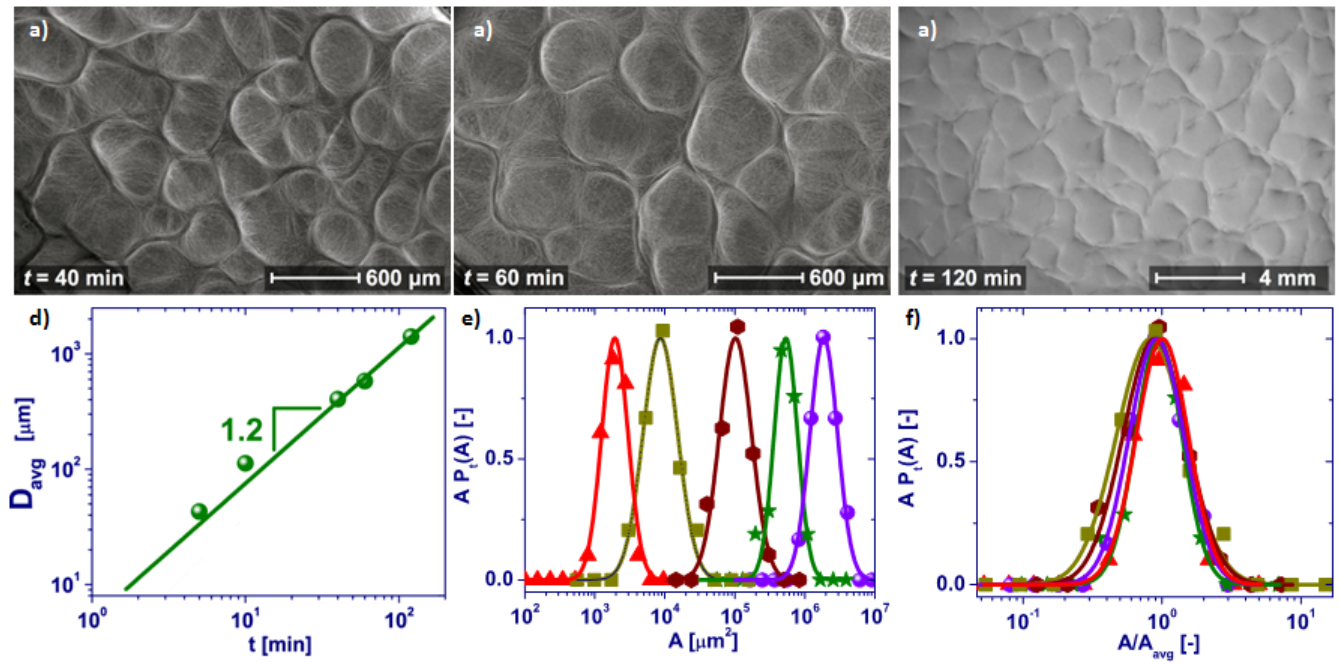 a)
t = 40 min
600 μm
a)
t = 60 min
600 μm
a)
t = 120 min
4 mm
d)
D_avg [μm]
10³
10²
10¹
1.2
10⁰ 10¹ 10²
t [min]
e)
A Pₜ(A) [-]
1.0
0.5
0.0
10² 10³ 10⁴ 10⁵ 10⁶ 10⁷
A [μm²]
f)
A Pₜ(A) [-]
1.0
0.5
0.0
10⁻¹ 10⁰ 10¹
A/A_avg [-]